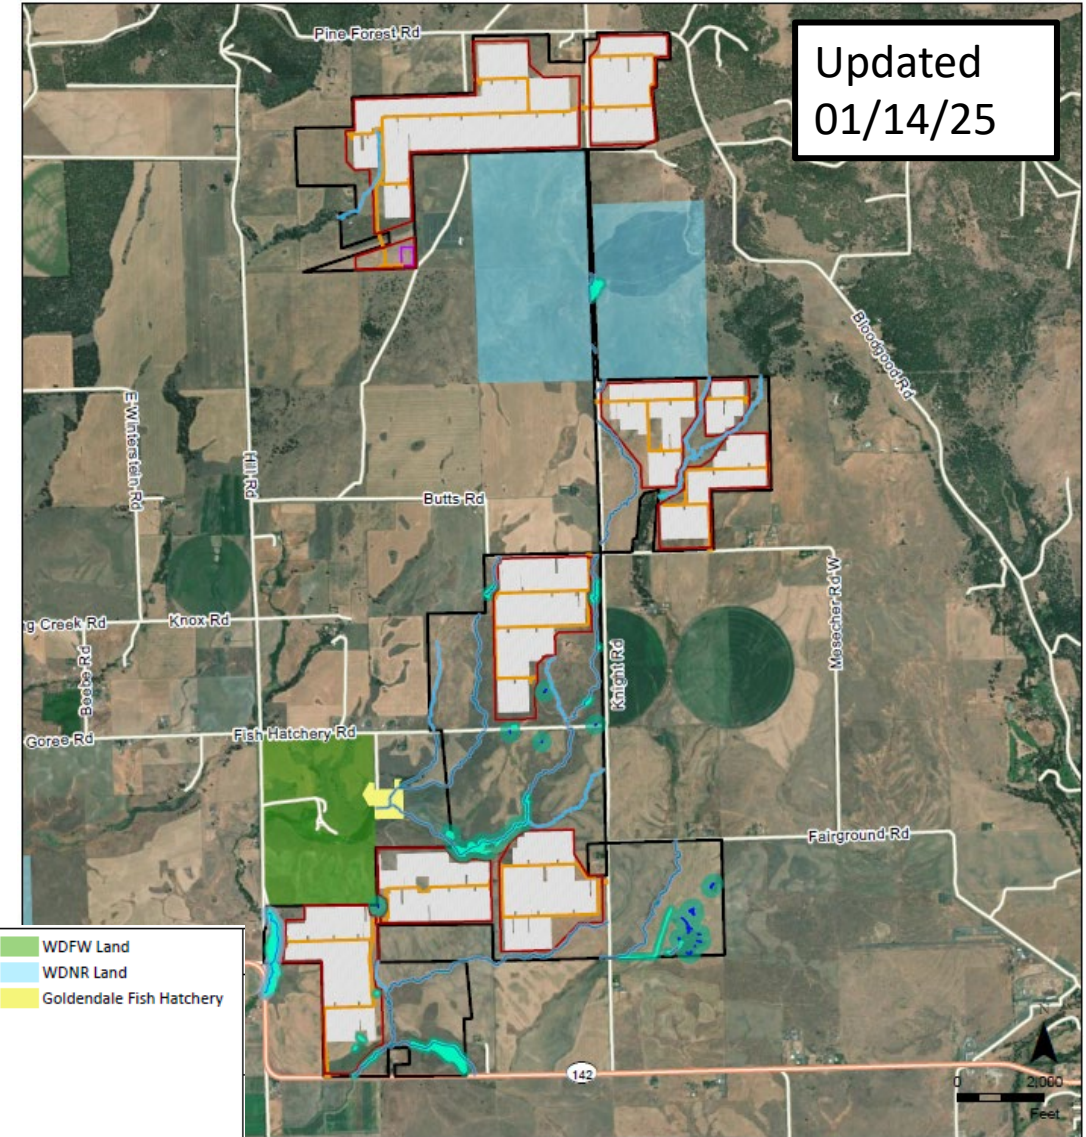 Pine Forest Rd
Updated
01/14/25
Bloodgood Rd
E Winterstein Rd
Hill Rd
Butts Rd
Mosecher Rd W
g Creek Rd
Knox Rd
Beebe Rd
Knight Rd
Goree Rd
Fish Hatchery Rd
Fairground Rd
WDFW Land
WDNR Land
Goldendale Fish Hatchery
N
142
0
2,000
Feet